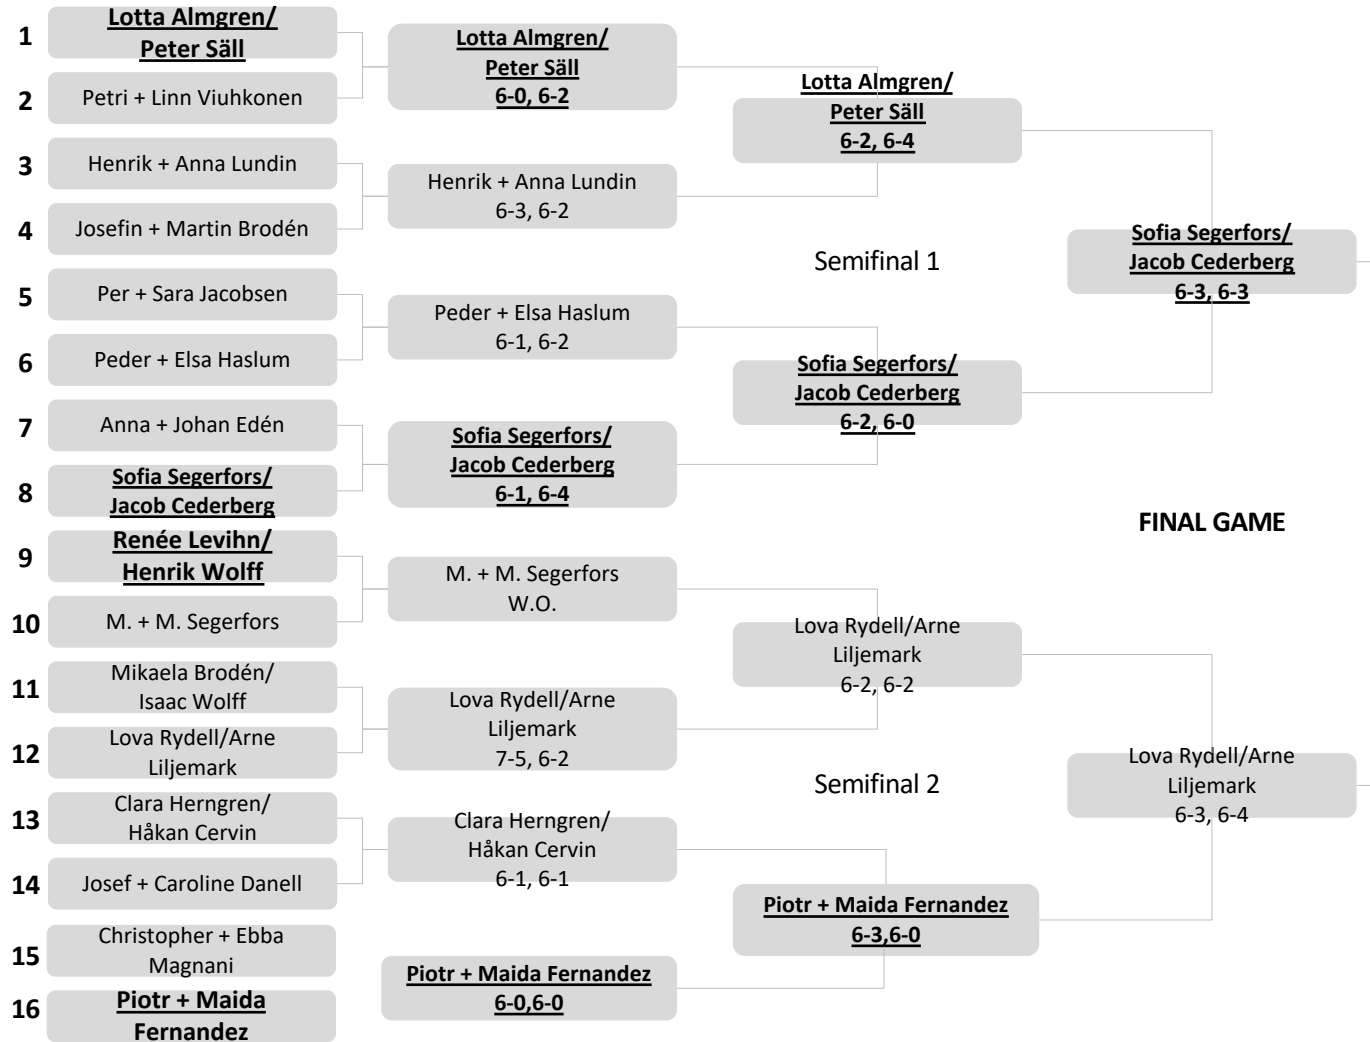 1
Lotta Almgren/
Peter Säll
2
Petri + Linn Viuhkonen
3
Henrik + Anna Lundin
4
Josefin + Martin Brodén
5
Per + Sara Jacobsen
6
Peder + Elsa Haslum
7
Anna + Johan Edén
8
Sofia Segerfors/
Jacob Cederberg
9
Renée Levihn/
Henrik Wolff
10
M. + M. Segerfors
11
Mikaela Brodén/
Isaac Wolff
12
Lova Rydell/Arne
Liljemark
13
Clara Herngren/
Håkan Cervin
14
Josef + Caroline Danell
15
Christopher + Ebba
Magnani
16
Piotr + Maida
Fernandez
Lotta Almgren/
Peter Säll
6-0, 6-2
Henrik + Anna Lundin
6-3, 6-2
Peder + Elsa Haslum
6-1, 6-2
Sofia Segerfors/
Jacob Cederberg
6-1, 6-4
M. + M. Segerfors
W.O.
Lova Rydell/Arne
Liljemark
7-5, 6-2
Clara Herngren/
Håkan Cervin
6-1, 6-1
Piotr + Maida Fernandez
6-0,6-0
Lotta Almgren/
Peter Säll
6-2, 6-4
Semifinal 1
Sofia Segerfors/
Jacob Cederberg
6-2, 6-0
Lova Rydell/Arne
Liljemark
6-2, 6-2
Semifinal 2
Piotr + Maida Fernandez
6-3,6-0
Sofia Segerfors/
Jacob Cederberg
6-3, 6-3
FINAL GAME
Lova Rydell/Arne
Liljemark
6-3, 6-4